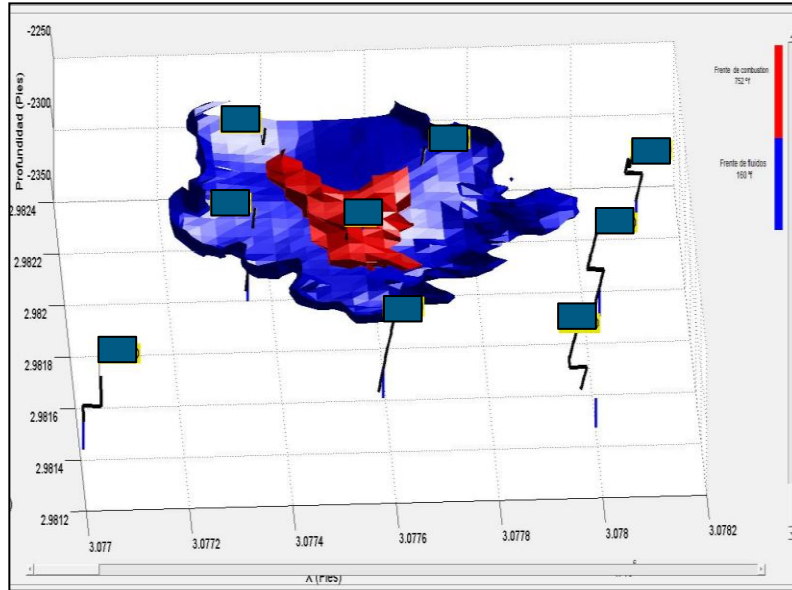 -2250
-2300
-2350
Profundidad (Pies)
2.9824
2.9822
2.982
2.9818
2.9816
2.9814
2.9812
3.077
3.0772
3.0774
3.0776
3.0778
3.078
3.0782
X (Pies)
Frente de combustion
752 °f
Frente de fluidos
160 °f